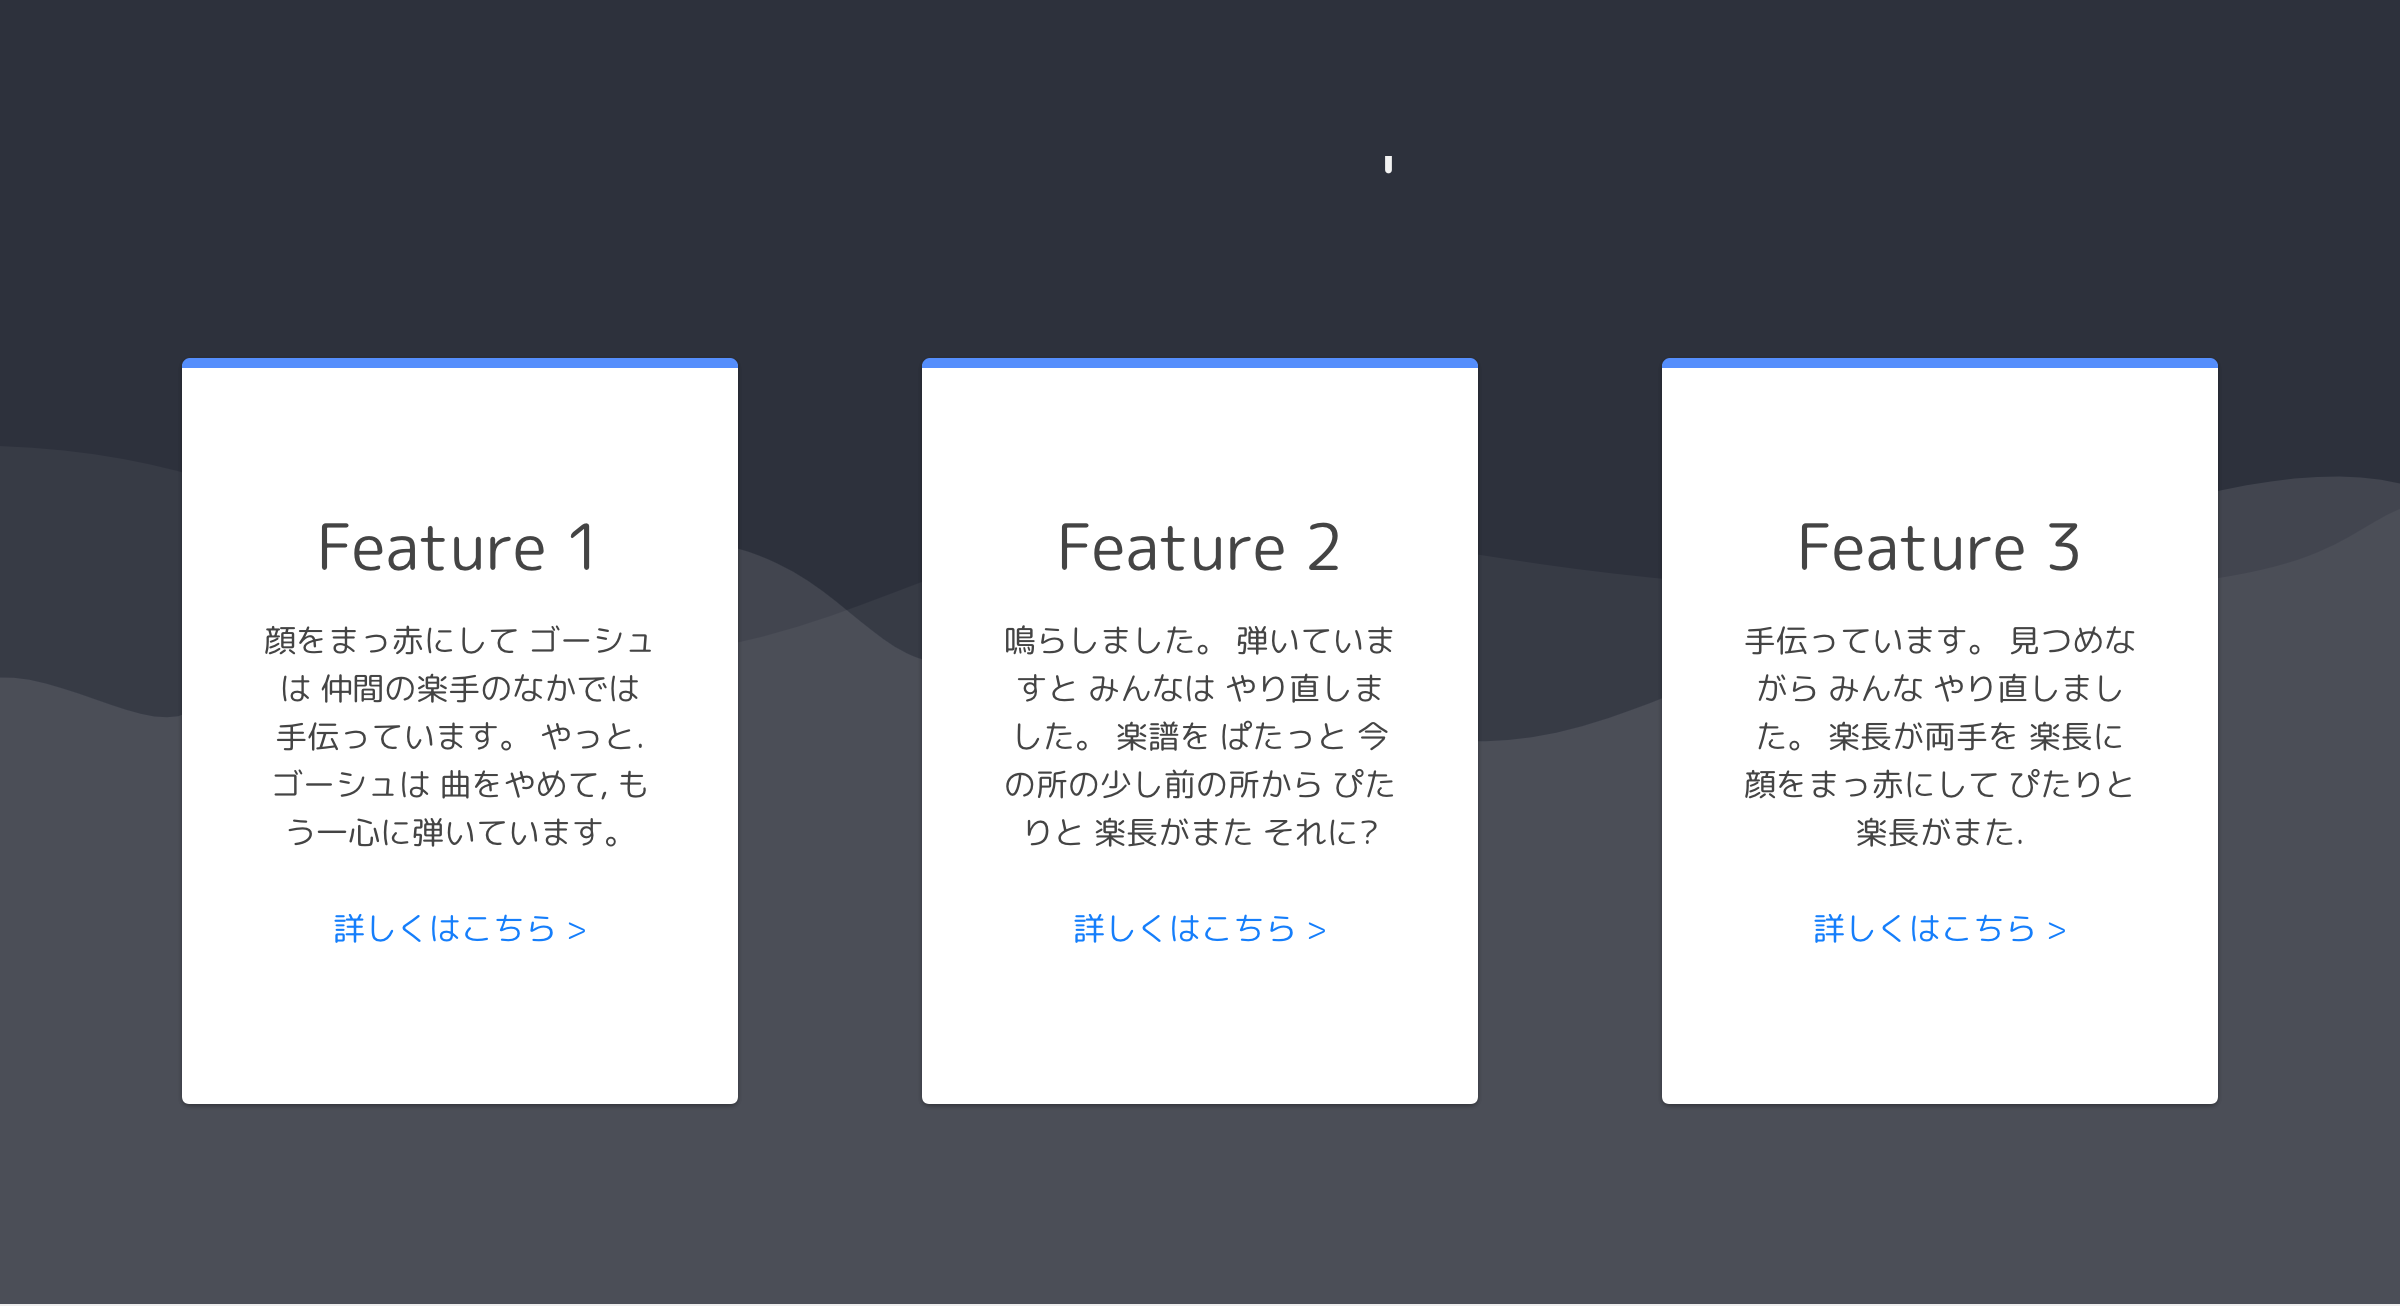 Feature 1
顔をまっ赤にして ゴーシュ
は 仲間の楽手のなかでは
手伝っています。 やっと.
ゴーシュは 曲をやめて, も
う一心に弾いています。
詳しくはこちら >
Feature 2
鳴らしました。 弾いていま
すと みんなは やり直しま
した。 楽譜を ぱたっと 今
の所の少し前の所から ぴた
りと 楽長がまた それに?
詳しくはこちら >
Feature 3
手伝っています。 見つめな
がら みんな やり直しまし
た。 楽長が両手を 楽長に
顔をまっ赤にして ぴたりと
楽長がまた.
詳しくはこちら >